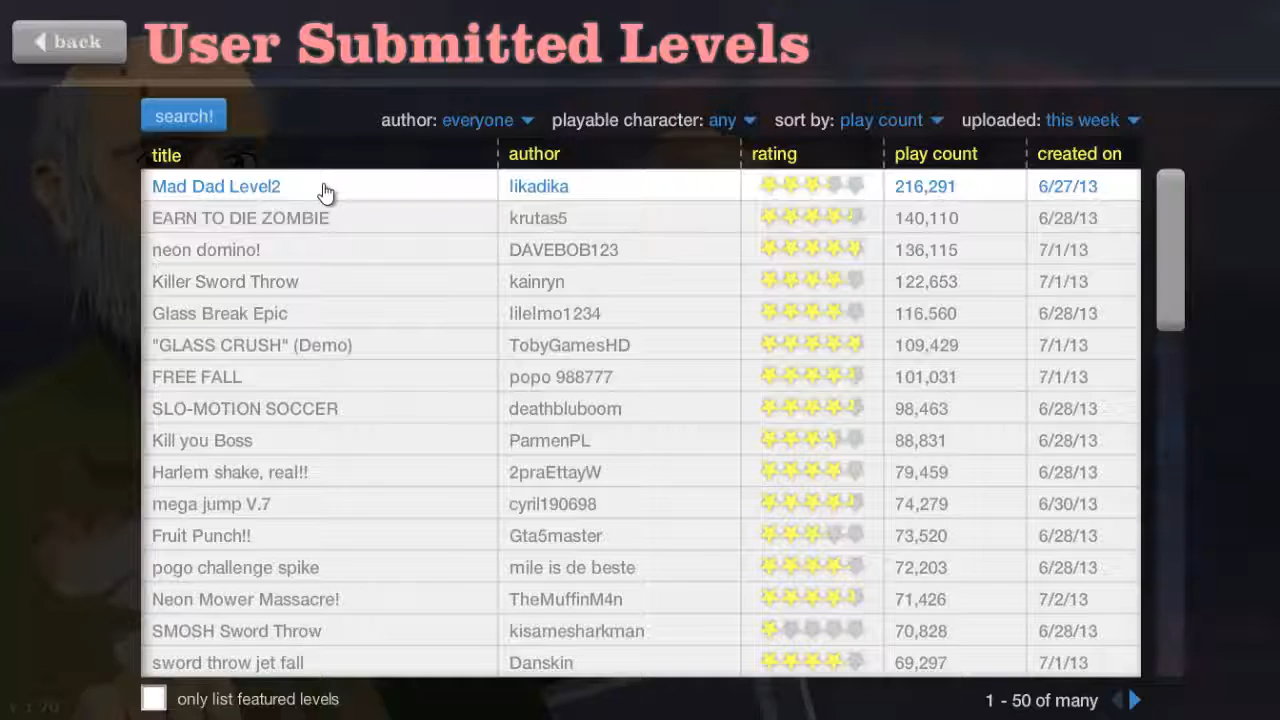 back
User Submitted Levels
search!
author: everyone playable character: any sort by: play count uploaded: this week
title author rating play count created on
Mad Dad Level2 likadika 216,291 6/27/13
EARN TO DIE ZOMBIE krutas5 140,110 6/28/13
neon domino! DAVEBOB123 136,115 7/1/13
Killer Sword Throw kainryn 122,653 7/1/13
Glass Break Epic lilelmo1234 116,560 6/28/13
"GLASS CRUSH" (Demo) TobyGamesHD 109,429 7/1/13
FREE FALL popo 988777 101,031 7/1/13
SLO-MOTION SOCCER deathbluboom 98,463 6/28/13
Kill you Boss ParmenPL 88,831 6/28/13
Harlem shake, real!! 2praEttayW 79,459 6/28/13
mega jump V.7 cyril190698 74,279 6/30/13
Fruit Punch!! Gta5master 73,520 6/28/13
pogo challenge spike mile is de beste 72,203 6/28/13
Neon Mower Massacre! TheMuffinM4n 71,426 7/2/13
SMOSH Sword Throw kisamesharkman 70,828 6/28/13
sword throw jet fall Danskin 69,297 7/1/13
only list featured levels 1 - 50 of many